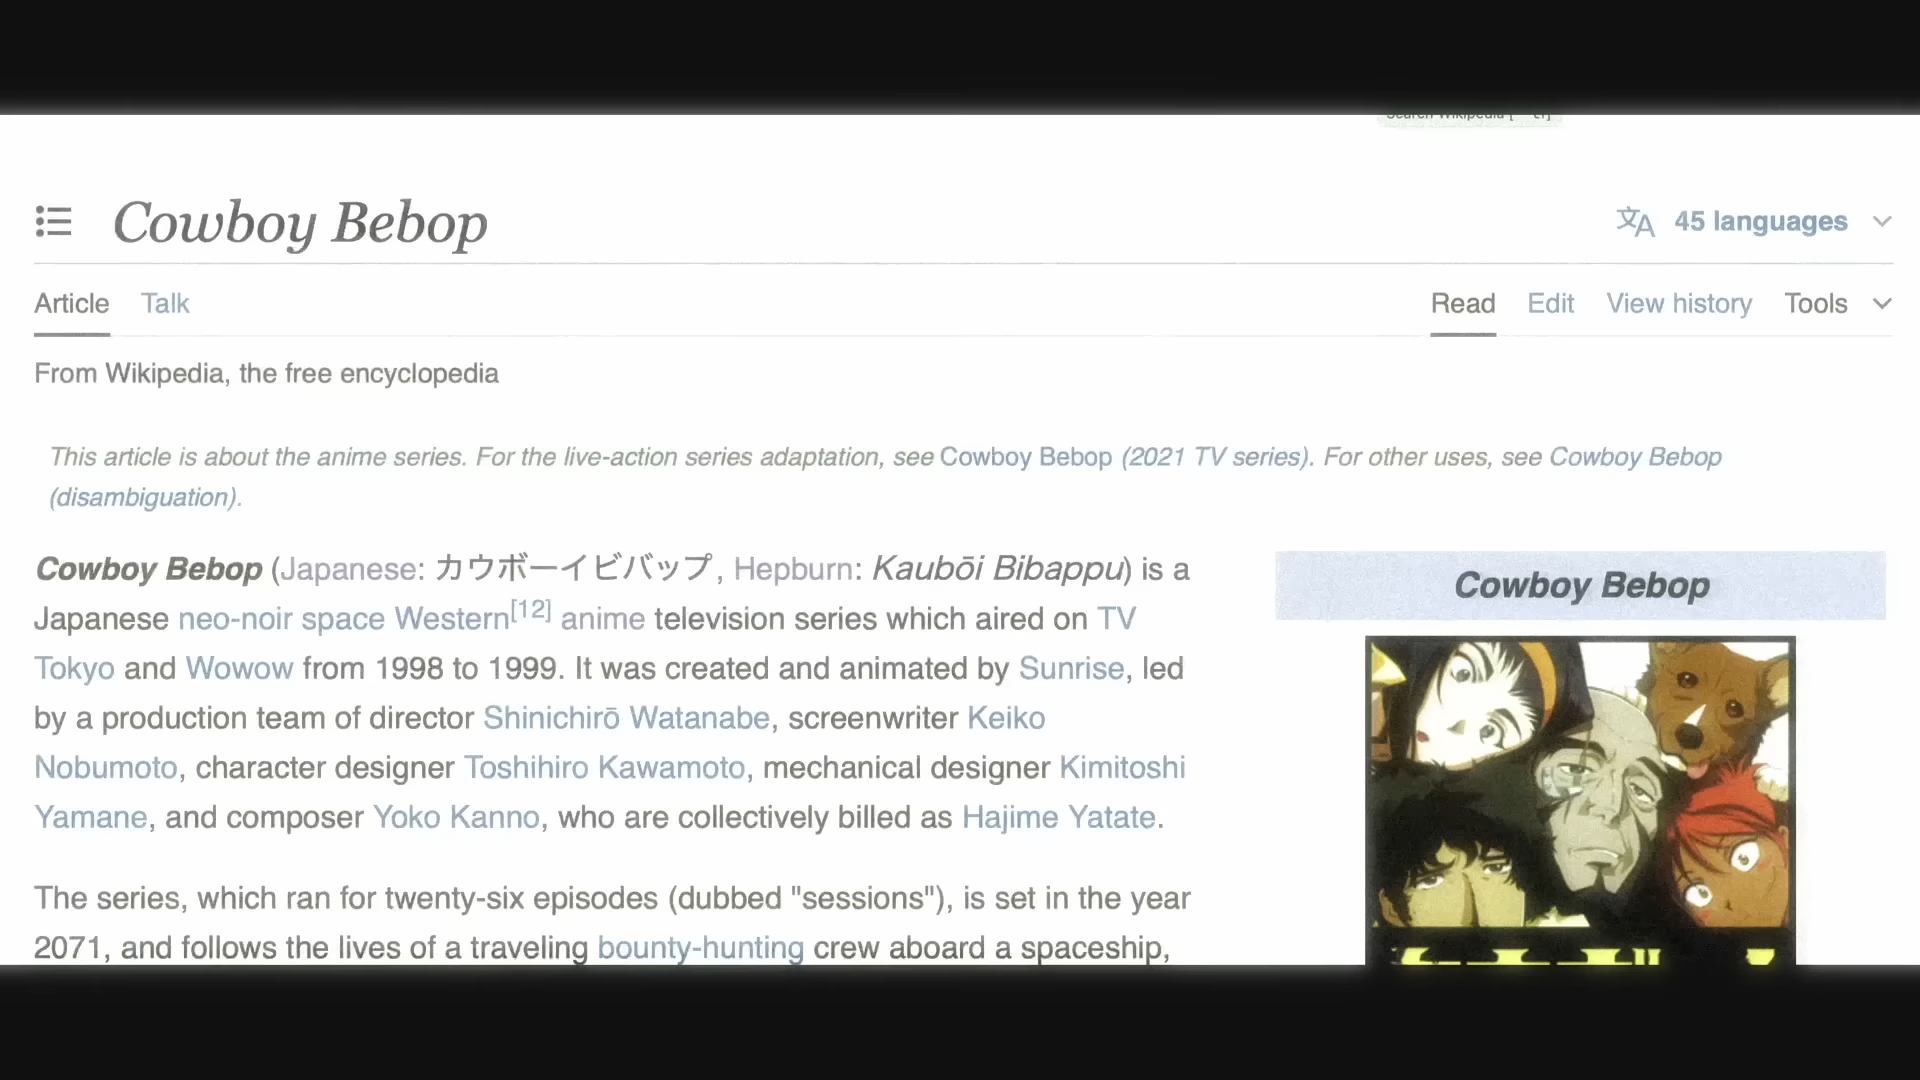 Search Wikipedia [
Cowboy Bebop
45 languages
Article Talk
Read Edit View history Tools
From Wikipedia, the free encyclopedia
This article is about the anime series. For the live-action series adaptation, see Cowboy Bebop (2021 TV series). For other uses, see Cowboy Bebop
(disambiguation).
Cowboy Bebop (Japanese: カウボーイビバップ, Hepburn: Kaubōi Bibappu) is a
Japanese neo-noir space Western[12] anime television series which aired on TV
Tokyo and Wowow from 1998 to 1999. It was created and animated by Sunrise, led
by a production team of director Shinichirō Watanabe, screenwriter Keiko
Nobumoto, character designer Toshihiro Kawamoto, mechanical designer Kimitoshi
Yamane, and composer Yoko Kanno, who are collectively billed as Hajime Yatate.
The series, which ran for twenty-six episodes (dubbed "sessions"), is set in the year
2071, and follows the lives of a traveling bounty-hunting crew aboard a spaceship,
Cowboy Bebop